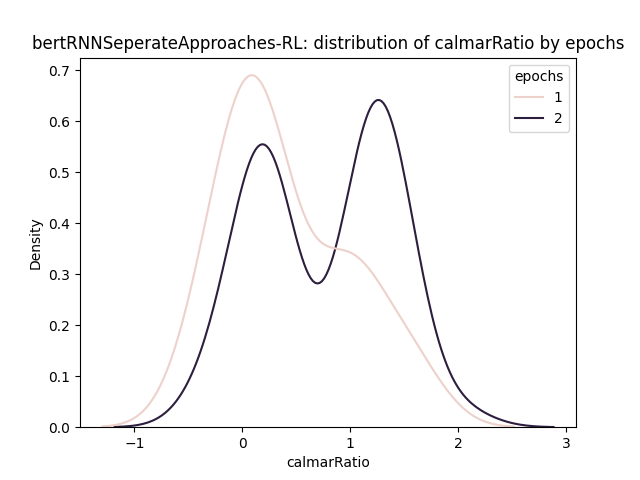 bertRNNSeperateApproaches-RL: distribution of calmarRatio by epochs
epochs
1
2
Density
0.7
0.6
0.5
0.4
0.3
0.2
0.1
0.0
−1 0 1 2 3
calmarRatio